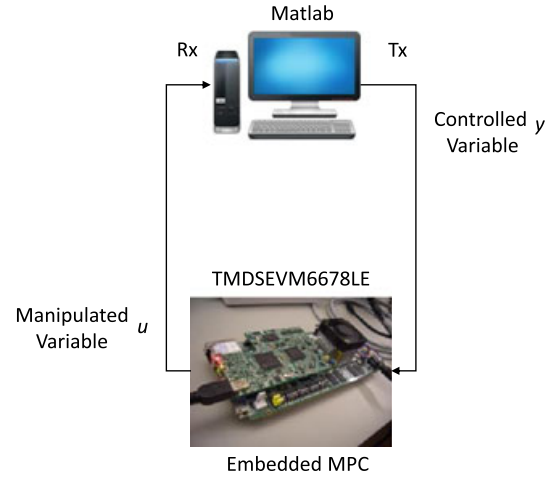 Matlab
Rx
Tx
Controlled y
Variable
TMDSEVM6678LE
Manipulated u
Variable
Embedded MPC